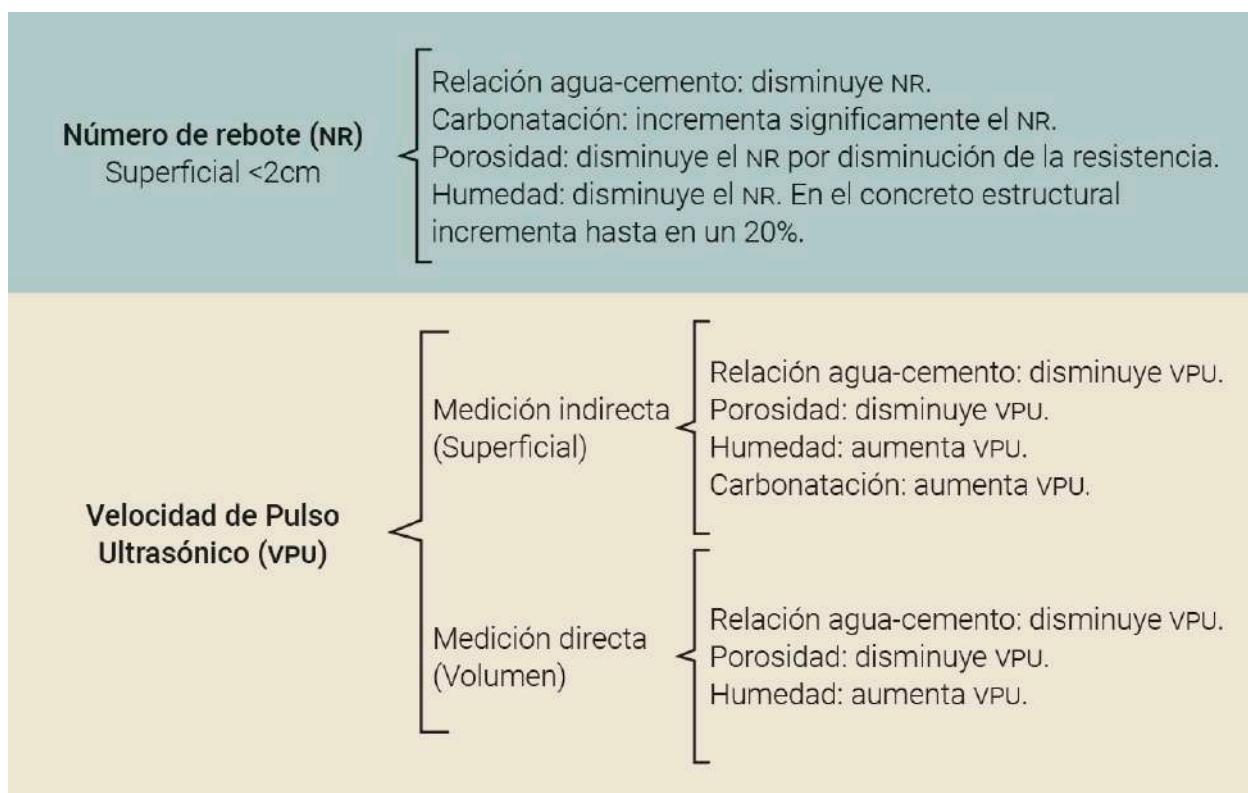 Número de rebote (NR)
Superficial <2cm
Relación agua-cemento: disminuye NR.
Carbonatación: incrementa significamente el NR.
Porosidad: disminuye el NR por disminución de la resistencia.
Humedad: disminuye el NR. En el concreto estructural
incrementa hasta en un 20%.
Velocidad de Pulso
Ultrasónico (VPU)
Medición indirecta
(Superficial)
Relación agua-cemento: disminuye VPU.
Porosidad: disminuye VPU.
Humedad: aumenta VPU.
Carbonatación: aumenta VPU.
Medición directa
(Volumen)
Relación agua-cemento: disminuye VPU.
Porosidad: disminuye VPU.
Humedad: aumenta VPU.